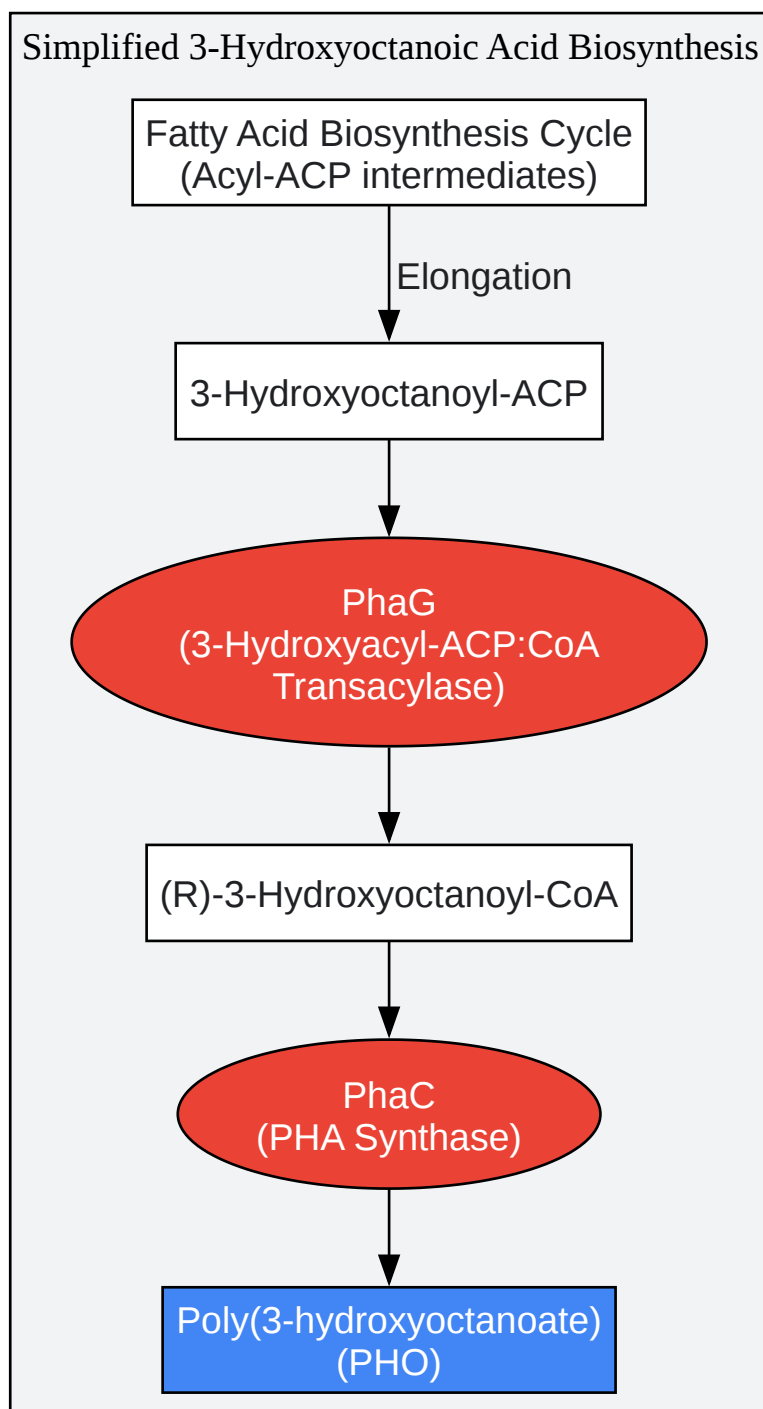 Simplified 3-Hydroxyoctanoic Acid Biosynthesis
Fatty Acid Biosynthesis Cycle
(Acyl-ACP intermediates)
Elongation
3-Hydroxyoctanoyl-ACP
PhaG
(3-Hydroxyacyl-ACP:CoA
Transacylase)
(R)-3-Hydroxyoctanoyl-CoA
PhaC
(PHA Synthase)
Poly(3-hydroxyoctanoate)
(PHO)